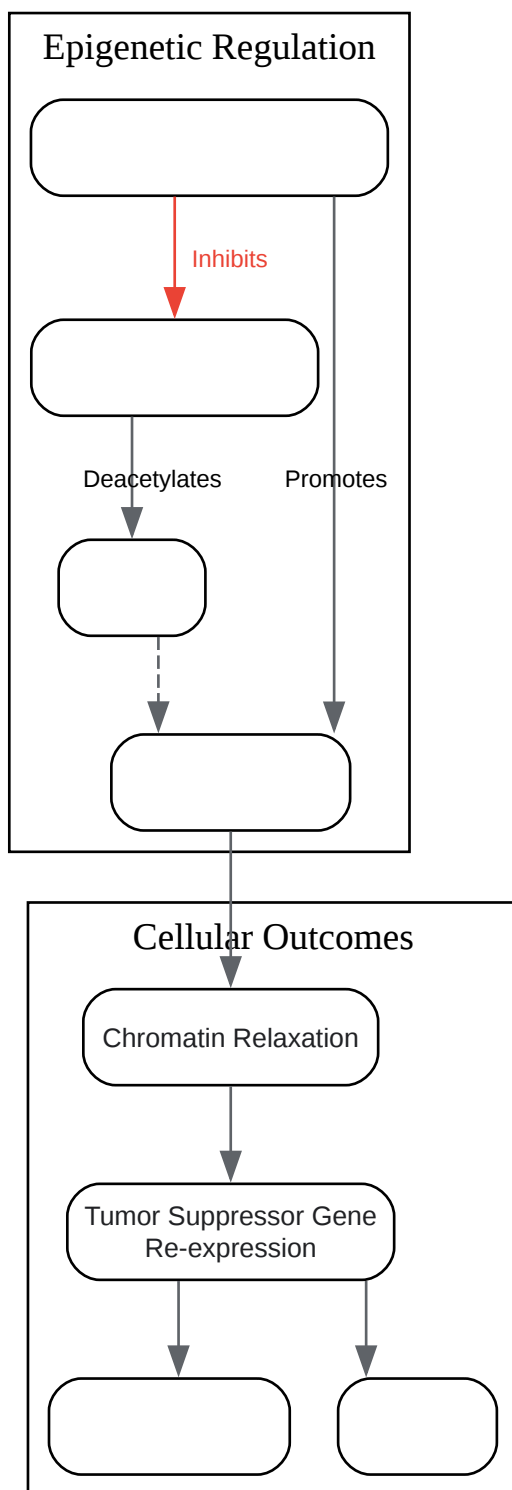 Epigenetic Regulation
Inhibits
Deacetylates
Promotes
Cellular Outcomes
Chromatin Relaxation
Tumor Suppressor Gene
Re-expression